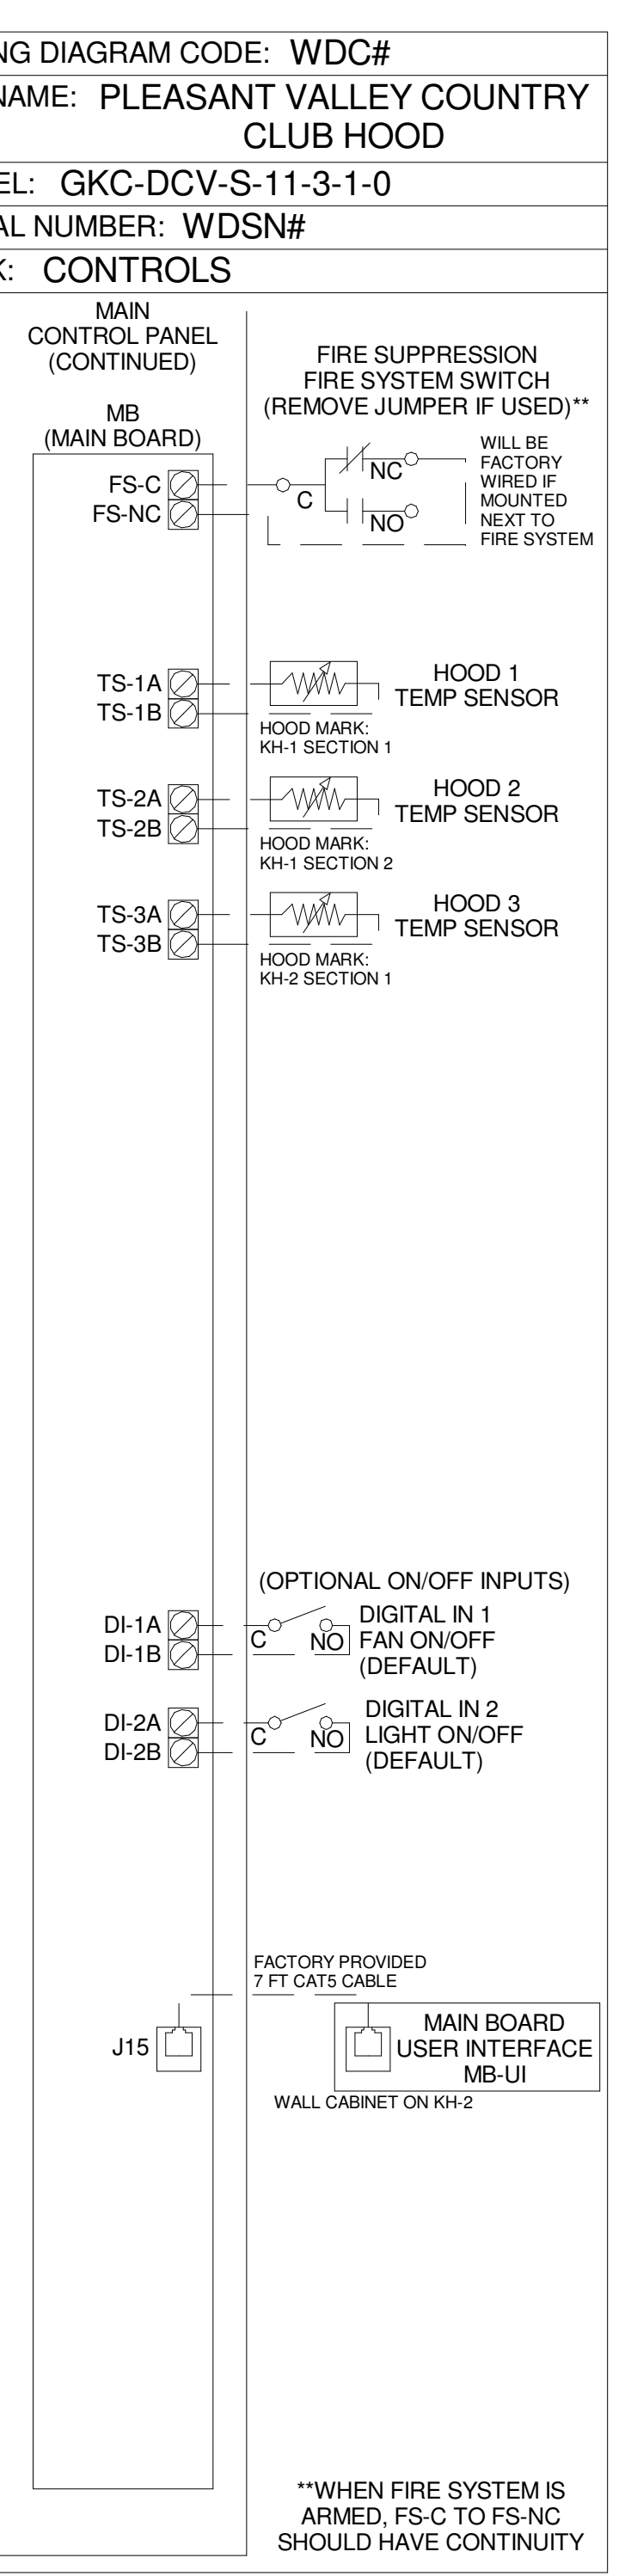 NG DIAGRAM CODE: WDC#
NAME: PLEASANT VALLEY COUNTRY
CLUB HOOD
EL: GKC-DCV-S-11-3-1-0
AL NUMBER: WDSN#
K: CONTROLS
MAIN
CONTROL PANEL
(CONTINUED)
MB
(MAIN BOARD)
FIRE SUPPRESSION
FIRE SYSTEM SWITCH
(REMOVE JUMPER IF USED)**
FS-C
FS-NC
C
NC
NO
WILL BE
FACTORY
WIRED IF
MOUNTED
NEXT TO
FIRE SYSTEM
TS-1A
TS-1B
HOOD 1
TEMP SENSOR
HOOD MARK:
KH-1 SECTION 1
TS-2A
TS-2B
HOOD 2
TEMP SENSOR
HOOD MARK:
KH-1 SECTION 2
TS-3A
TS-3B
HOOD 3
TEMP SENSOR
HOOD MARK:
KH-2 SECTION 1
(OPTIONAL ON/OFF INPUTS)
DI-1A
DI-1B
C
NO
DIGITAL IN 1
FAN ON/OFF
(DEFAULT)
DI-2A
DI-2B
C
NO
DIGITAL IN 2
LIGHT ON/OFF
(DEFAULT)
FACTORY PROVIDED
7 FT CAT5 CABLE
J15
MAIN BOARD
USER INTERFACE
MB-UI
WALL CABINET ON KH-2
**WHEN FIRE SYSTEM IS
ARMED, FS-C TO FS-NC
SHOULD HAVE CONTINUITY